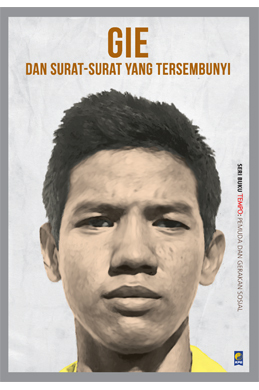 GIE
DAN SURAT-SURAT YANG TERSEMBUNYI
SERI BUKU TEMPO: PEMUDA DAN GERAKAN SOSIAL